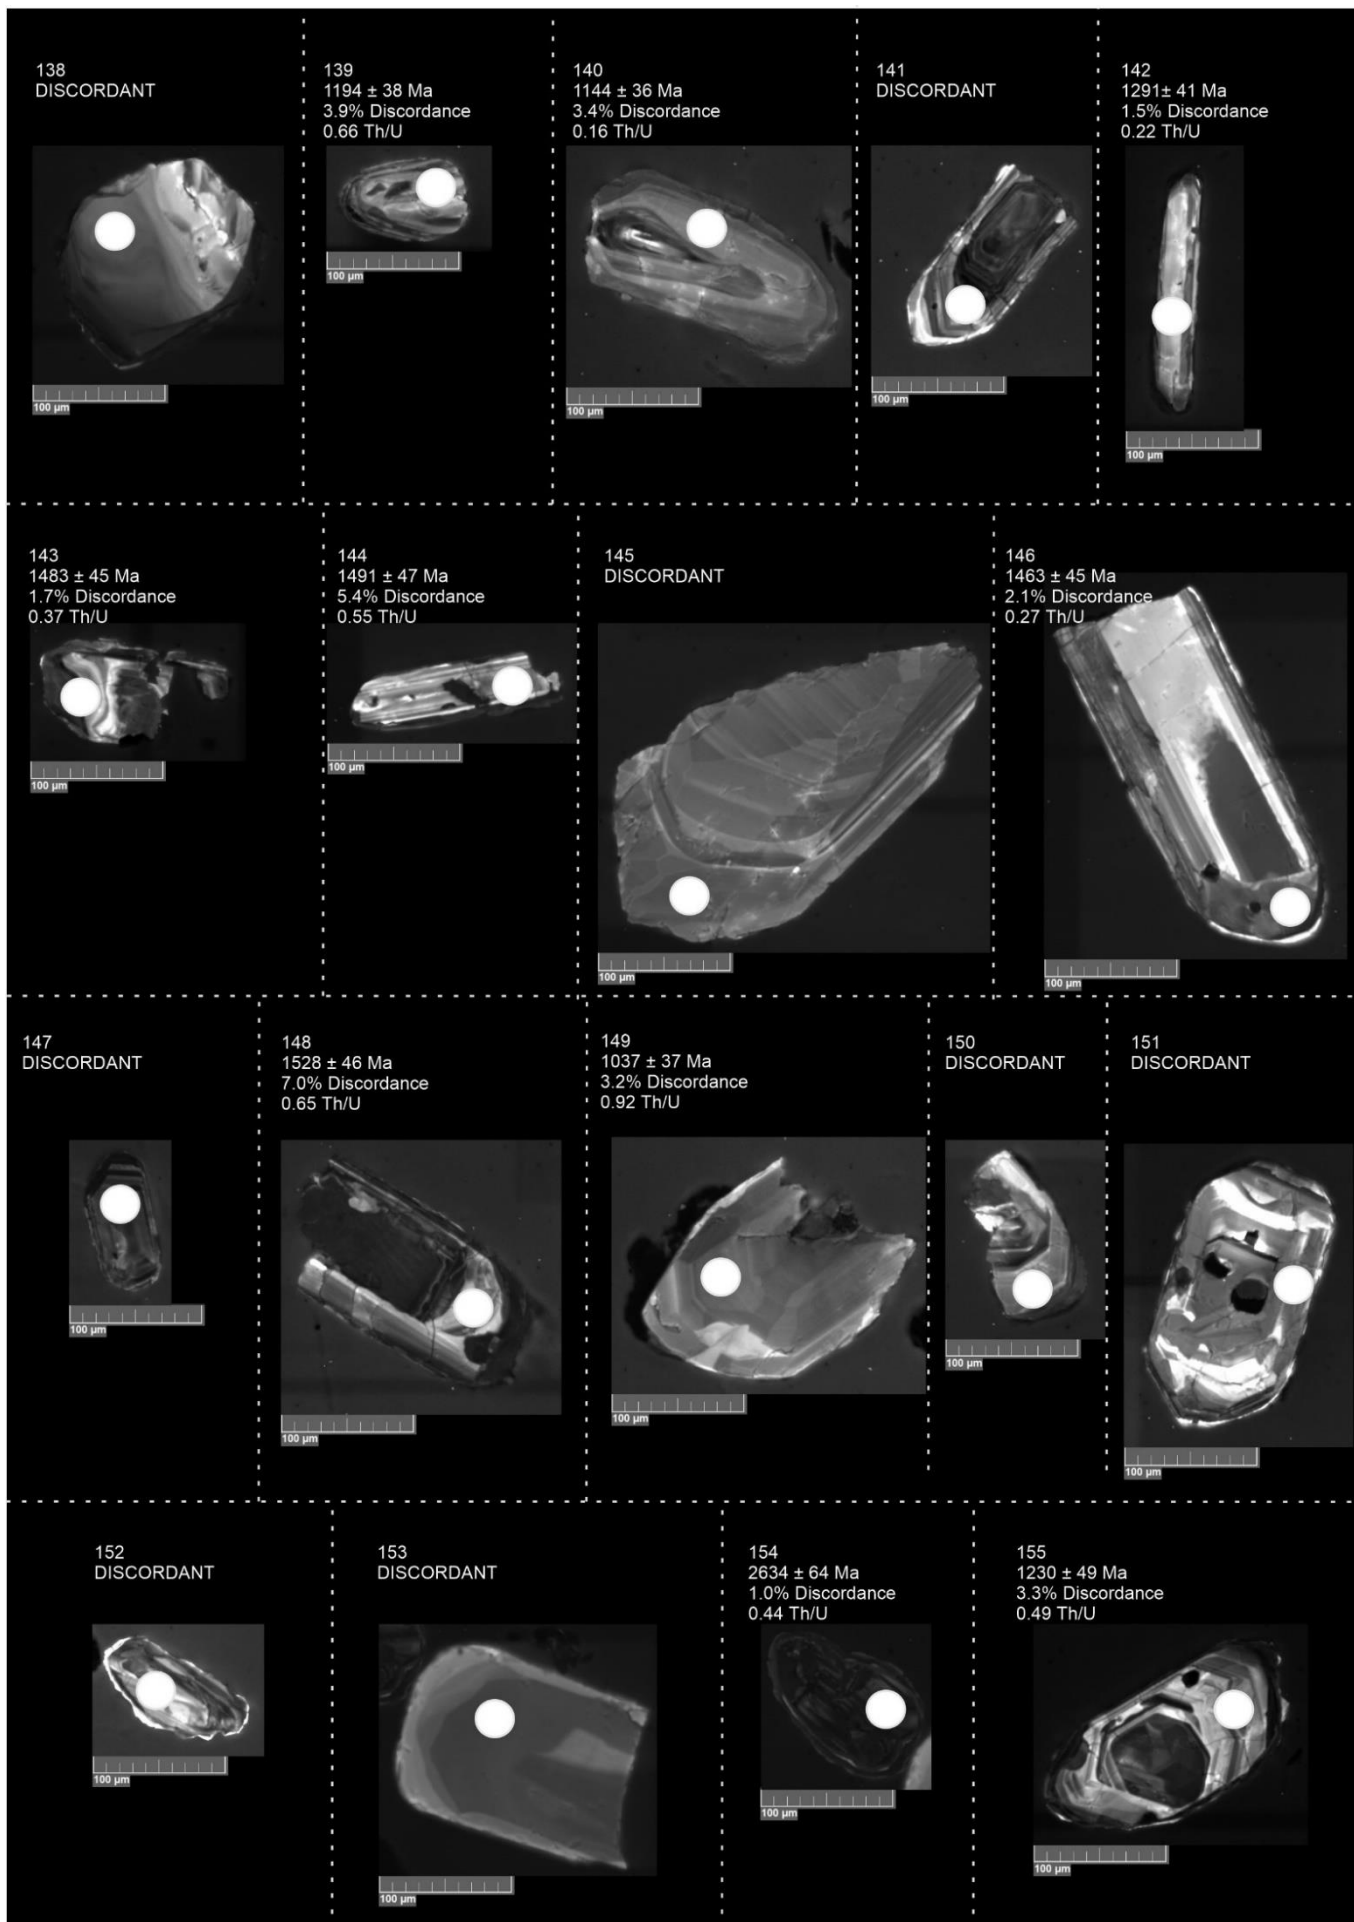 138
DISCORDANT
139
1194 ± 38 Ma
3.9% Discordance
0.66 Th/U
140
1144 ± 36 Ma
3.4% Discordance
0.16 Th/U
141
DISCORDANT
142
1291± 41 Ma
1.5% Discordance
0.22 Th/U
100 µm
100 µm
100 µm
100 µm
100 µm
143
1483 ± 45 Ma
1.7% Discordance
0.37 Th/U
144
1491 ± 47 Ma
5.4% Discordance
0.55 Th/U
145
DISCORDANT
146
1463 ± 45 Ma
2.1% Discordance
0.27 Th/U
100 µm
100 µm
100 µm
100 µm
147
DISCORDANT
148
1528 ± 46 Ma
7.0% Discordance
0.65 Th/U
149
1037 ± 37 Ma
3.2% Discordance
0.92 Th/U
150
DISCORDANT
151
DISCORDANT
100 µm
100 µm
100 µm
100 µm
100 µm
152
DISCORDANT
153
DISCORDANT
154
2634 ± 64 Ma
1.0% Discordance
0.44 Th/U
155
1230 ± 49 Ma
3.3% Discordance
0.49 Th/U
100 µm
100 µm
100 µm
100 µm